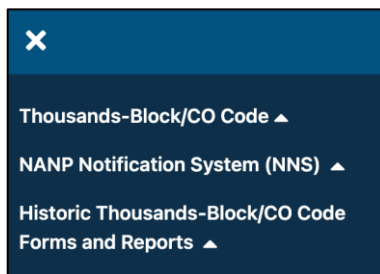 Thousands-Block/CO Code
NANP Notification System (NNS)
Historic Thousands-Block/CO Code
Forms and Reports